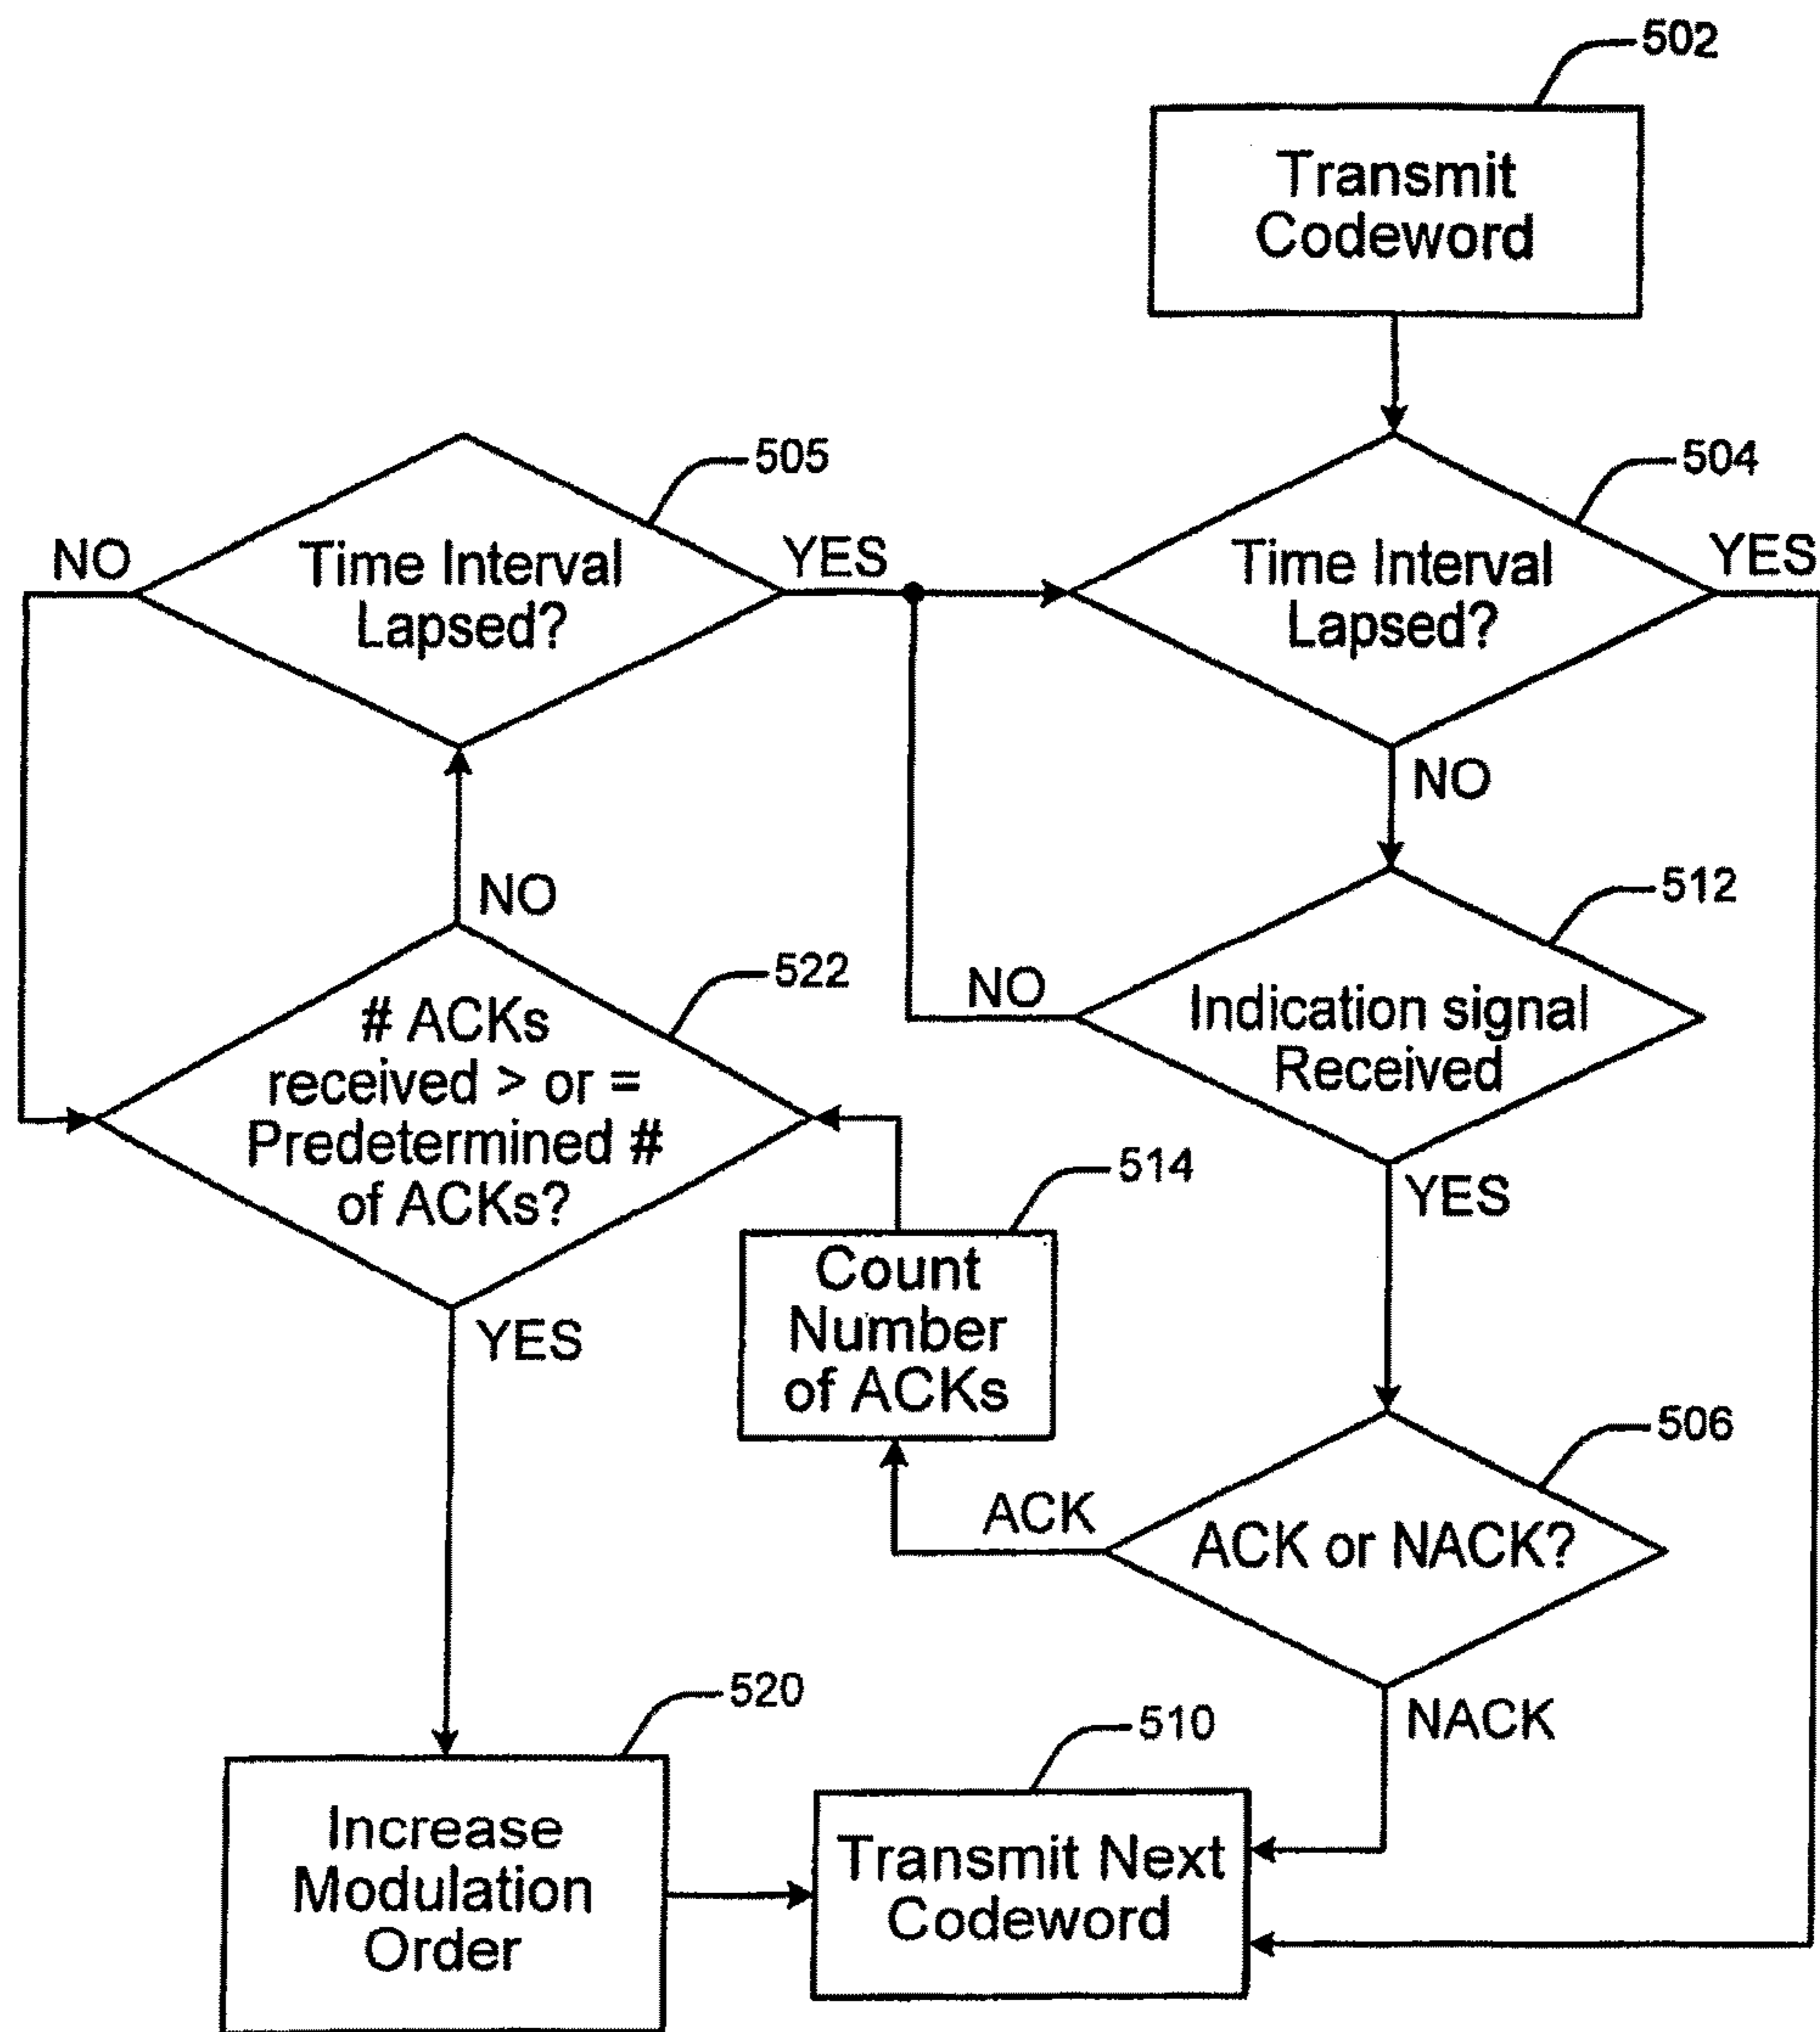 502
Transmit
Codeword
505
504
NO
Time Interval
Lapsed?
YES
Time Interval
Lapsed?
YES
NO
NO
512
522
NO
# ACKs
received > or =
Predetermined #
of ACKs?
Indication signal
Received
514
YES
Count
Number
of ACKs
YES
506
ACK
ACK or NACK?
520
510
NACK
Increase
Modulation
Order
Transmit Next
Codeword